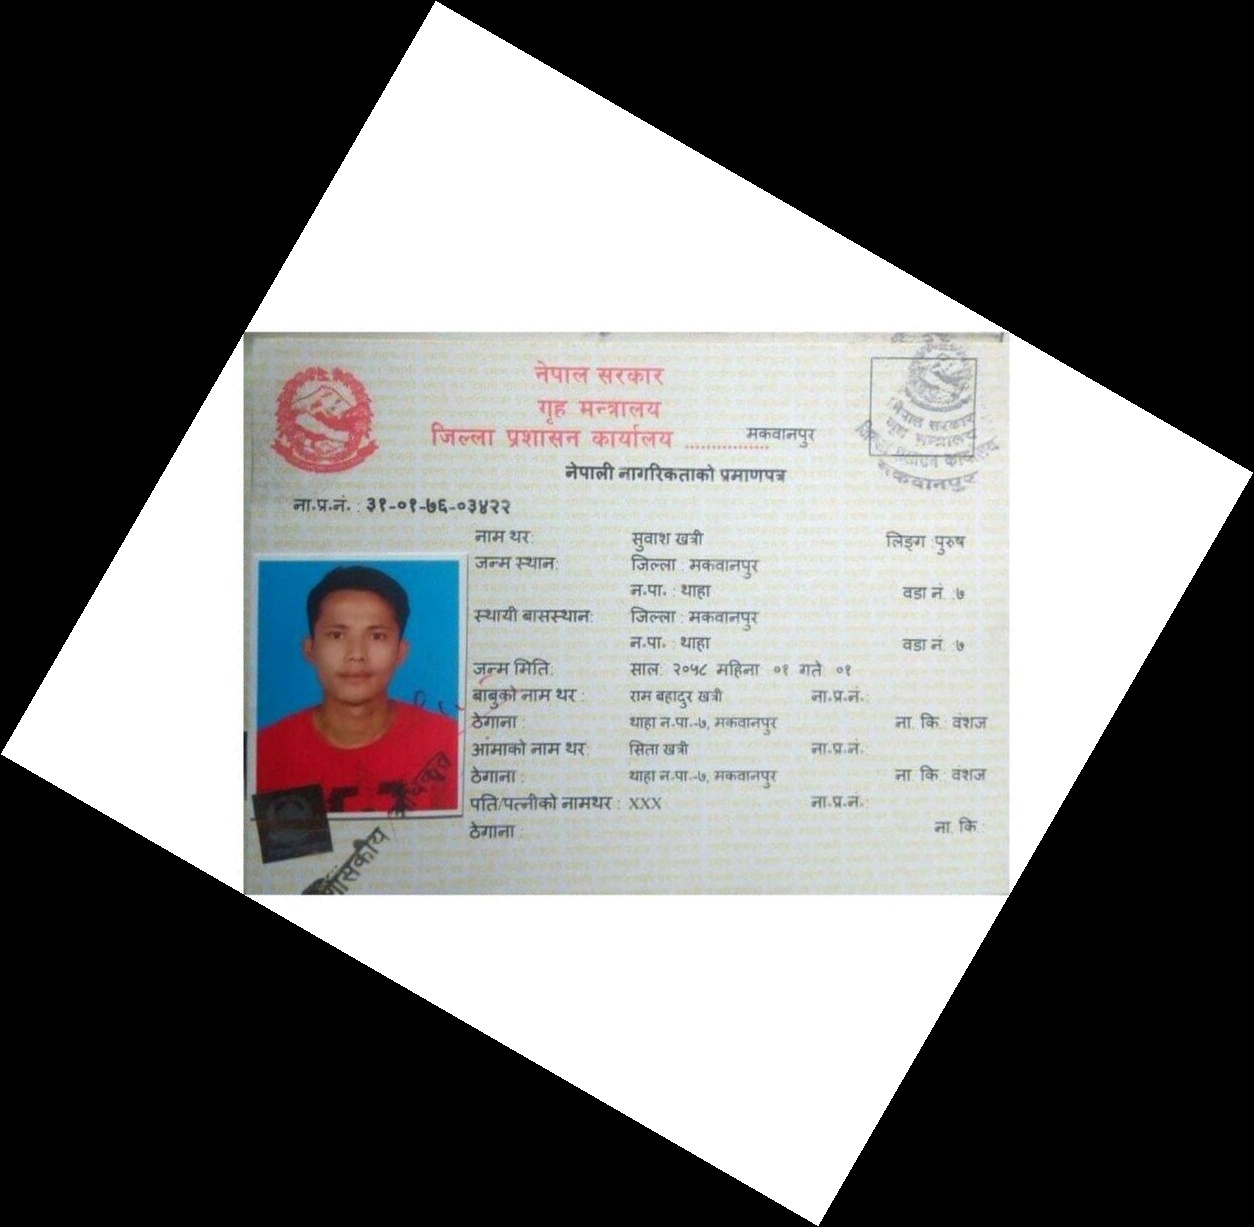 नेपाल सरकार
गृह मन्त्रालय
जिल्ला प्रशासन कार्यालय ................ मकवानपुर
नेपाली नागरिकताको प्रमाणपत्र
नेपाल सरकार
गृह मन्त्रालय
जिल्ला प्रशासन कार्यालय
मकवानपुर
ना.प्र.नं. : ३१-०१-७६-०३४२२
नाम थर: सुवाश खत्री लिङ्ग :पुरुष
जन्म स्थान: जिल्ला : मकवानपुर
न.पा. : थाहा वडा नं. :७
स्थायी बासस्थान: जिल्ला : मकवानपुर
न.पा. : थाहा वडा नं. :७
जन्म मिति: साल: २०५८ महिना: ०१ गते: ०१
बाबुको नाम थर : राम बहादुर खत्री ना.प्र.नं.:
ठेगाना: थाहा न.पा.-७, मकवानपुर ना. कि.: वंशज
आमाको नाम थर: सिता खत्री ना.प्र.नं.:
ठेगाना : थाहा न.पा.-७, मकवानपुर ना. कि.: वंशज
पति/पत्नीको नामथर : XXX ना.प्र.नं.:
ठेगाना: ना. कि.:
अधिकृत